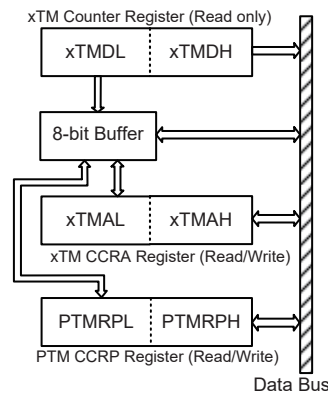 xTM Counter Register (Read only)
xTMDL xTMDH
8-bit Buffer
xTMAL xTMAH
xTM CCRA Register (Read/Write)
PTMRPL PTMRPH
PTM CCRP Register (Read/Write)
Data Bus